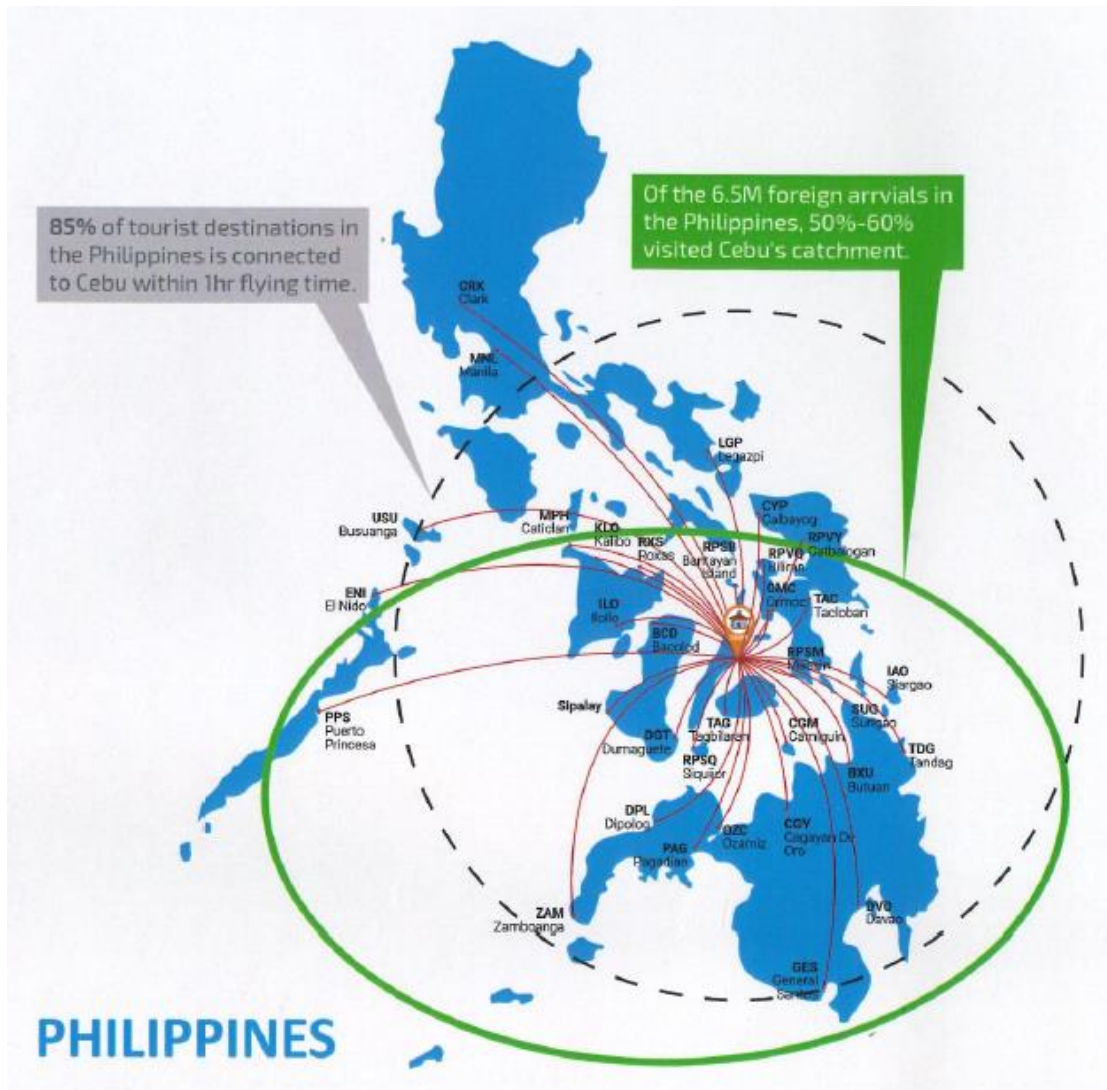 85% of tourist destinations in
the Philippines is connected
to Cebu within 1hr flying time.
Of the 6.5M foreign arrvials in
the Philippines, 50%-60%
visited Cebu's catchment.
CRK
Clark
MNL
Manila
LGP
Legazpi
CYP
Calbayog
USU
Busuanga
MPH
Caticlan
KLO
Kalibo
RXS
Roxas
RPSB
Bantayan
Island
RPVQ
Biliran
RPVY
Catbalogan
ENI
El Nido
ILO
Iloilo
OMC
Ormoc
TAC
Tacloban
BCD
Bacolod
RPSM
Maasin
IAO
Siargao
PPS
Puerto
Princesa
Sipalay
DGT
Dumaguete
TAG
Tagbilaran
CGM
Camiguin
SUG
Surigao
TDG
Tandag
RPSQ
Siquijor
BXU
Butuan
DPL
Dipolog
OZC
Ozamiz
CGY
Cagayan De
Oro
PAG
Pagadian
ZAM
Zamboanga
DVO
Davao
GES
General
Santos
PHILIPPINES